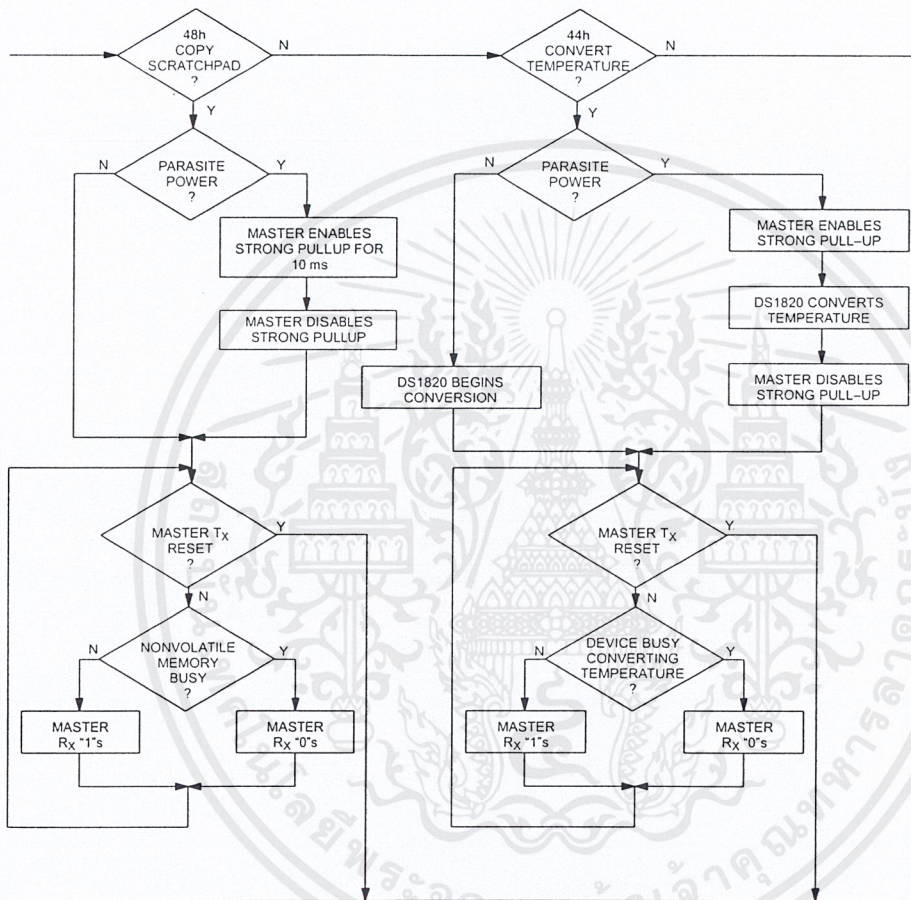 48h
COPY
SCRATCHPAD
?
N
Y
44h
CONVERT
TEMPERATURE
?
N
Y
N
PARASITE
POWER
?
Y
N
PARASITE
POWER
?
Y
MASTER ENABLES
STRONG PULLUP FOR
10 ms
MASTER DISABLES
STRONG PULLUP
MASTER ENABLES
STRONG PULL–UP
DS1820 CONVERTS
TEMPERATURE
MASTER DISABLES
STRONG PULL–UP
DS1820 BEGINS
CONVERSION
MASTER TX
RESET
?
Y
N
MASTER TX
RESET
?
Y
N
N
NONVOLATILE
MEMORY
BUSY
?
Y
N
DEVICE BUSY
CONVERTING
TEMPERATURE
?
Y
MASTER
RX “1”s
MASTER
RX “0”s
MASTER
RX “1”s
MASTER
RX “0”s